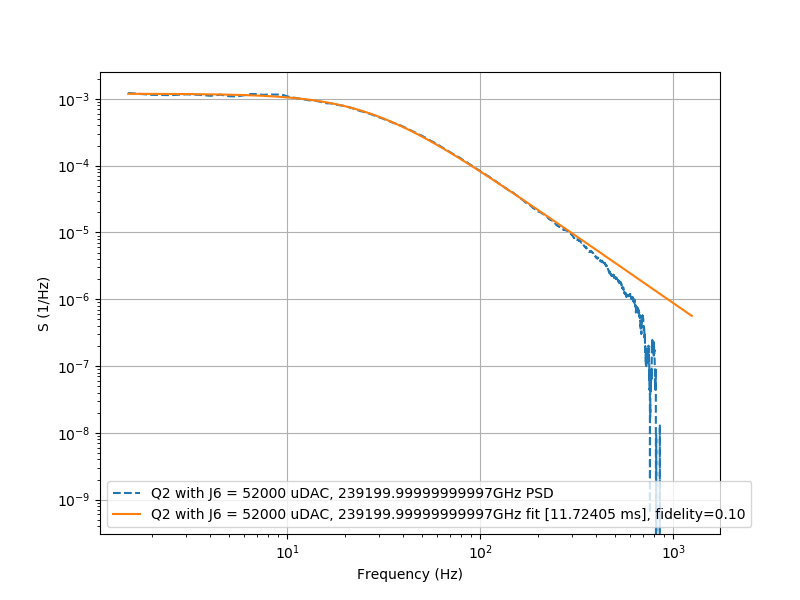 10⁻³
10⁻⁴
10⁻⁵
10⁻⁶
10⁻⁷
10⁻⁸
10⁻⁹
S (1/Hz)
Q2 with J6 = 52000 uDAC, 239199.99999999997GHz PSD
Q2 with J6 = 52000 uDAC, 239199.99999999997GHz fit [11.72405 ms], fidelity=0.10
10¹ 10² 10³
Frequency (Hz)